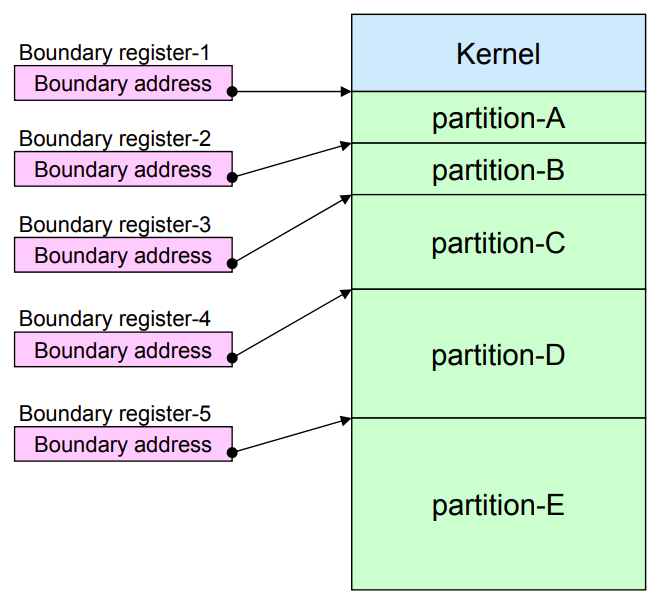 Boundary register-1
Boundary address
Boundary register-2
Boundary address
Boundary register-3
Boundary address
Boundary register-4
Boundary address
Boundary register-5
Boundary address
Kernel
partition-A
partition-B
partition-C
partition-D
partition-E